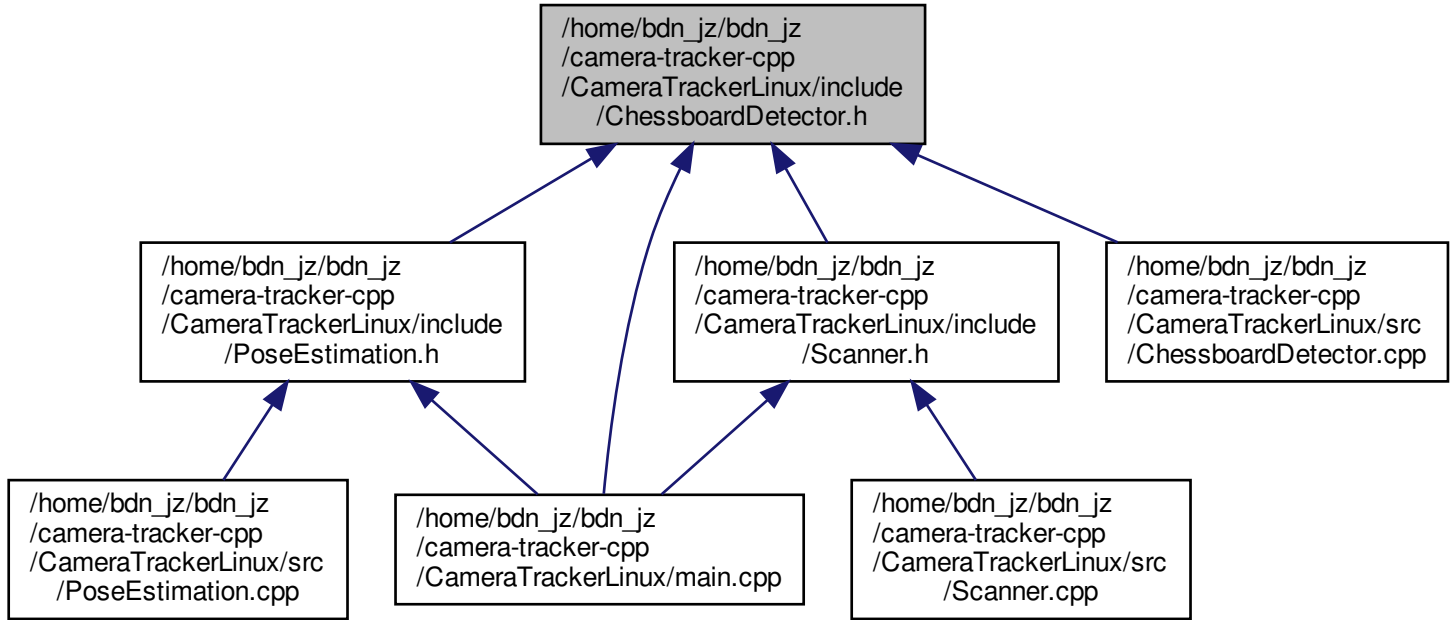 /home/bdn_jz/bdn_jz
/camera-tracker-cpp
/CameraTrackerLinux/include
/ChessboardDetector.h
/home/bdn_jz/bdn_jz
/camera-tracker-cpp
/CameraTrackerLinux/include
/PoseEstimation.h
/home/bdn_jz/bdn_jz
/camera-tracker-cpp
/CameraTrackerLinux/include
/Scanner.h
/home/bdn_jz/bdn_jz
/camera-tracker-cpp
/CameraTrackerLinux/src
/ChessboardDetector.cpp
/home/bdn_jz/bdn_jz
/camera-tracker-cpp
/CameraTrackerLinux/src
/PoseEstimation.cpp
/home/bdn_jz/bdn_jz
/camera-tracker-cpp
/CameraTrackerLinux/main.cpp
/home/bdn_jz/bdn_jz
/camera-tracker-cpp
/CameraTrackerLinux/src
/Scanner.cpp